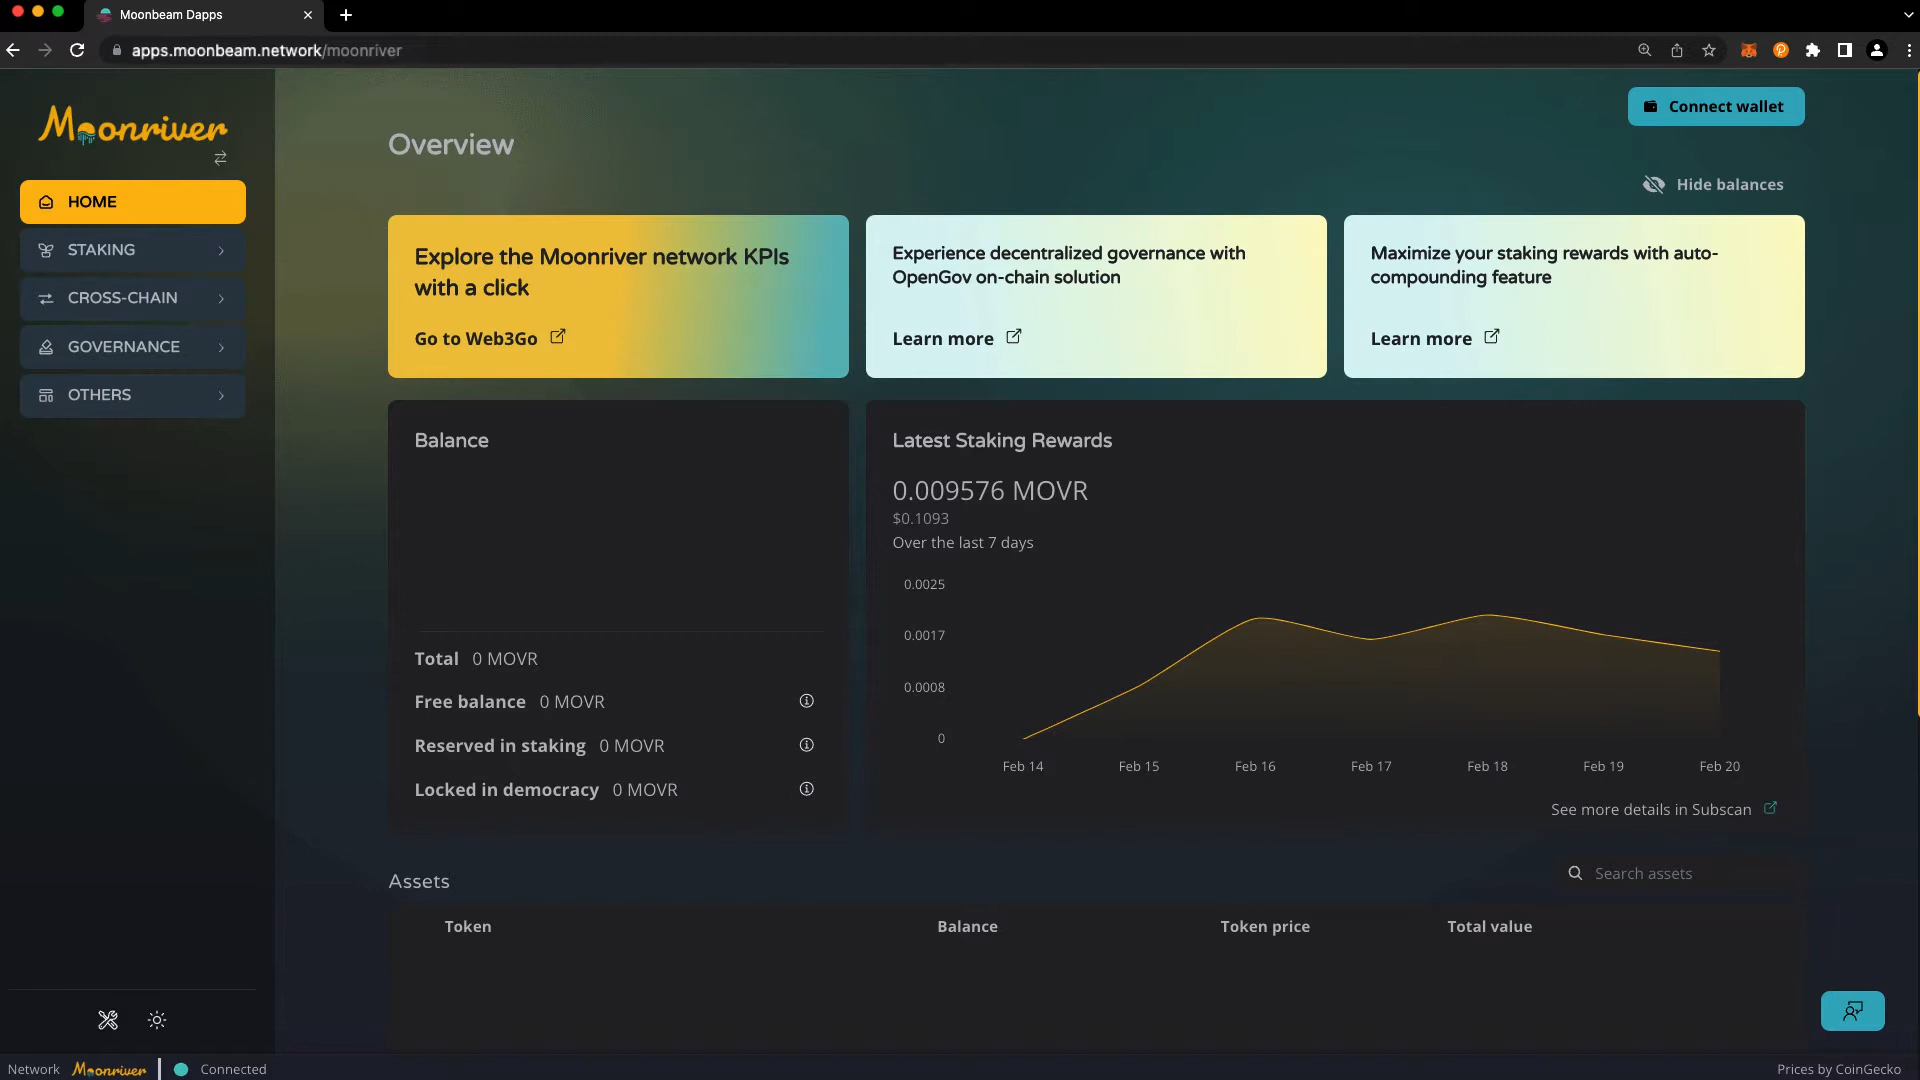 Moonbeam Dapps
apps.moonbeam.network/moonriver
Moonriver
HOME
STAKING
CROSS-CHAIN
GOVERNANCE
OTHERS
Connect wallet
Overview
Hide balances
Explore the Moonriver network KPIs
with a click
Go to Web3Go
Experience decentralized governance with
OpenGov on-chain solution
Learn more
Maximize your staking rewards with auto-
compounding feature
Learn more
Balance
Total 0 MOVR
Free balance 0 MOVR
Reserved in staking 0 MOVR
Locked in democracy 0 MOVR
Latest Staking Rewards
0.009576 MOVR
$0.1093
Over the last 7 days
0.0025
0.0017
0.0008
0
Feb 14 Feb 15 Feb 16 Feb 17 Feb 18 Feb 19 Feb 20
See more details in Subscan
Assets
Search assets
Token Balance Token price Total value
Network Moonriver Connected
Prices by CoinGecko